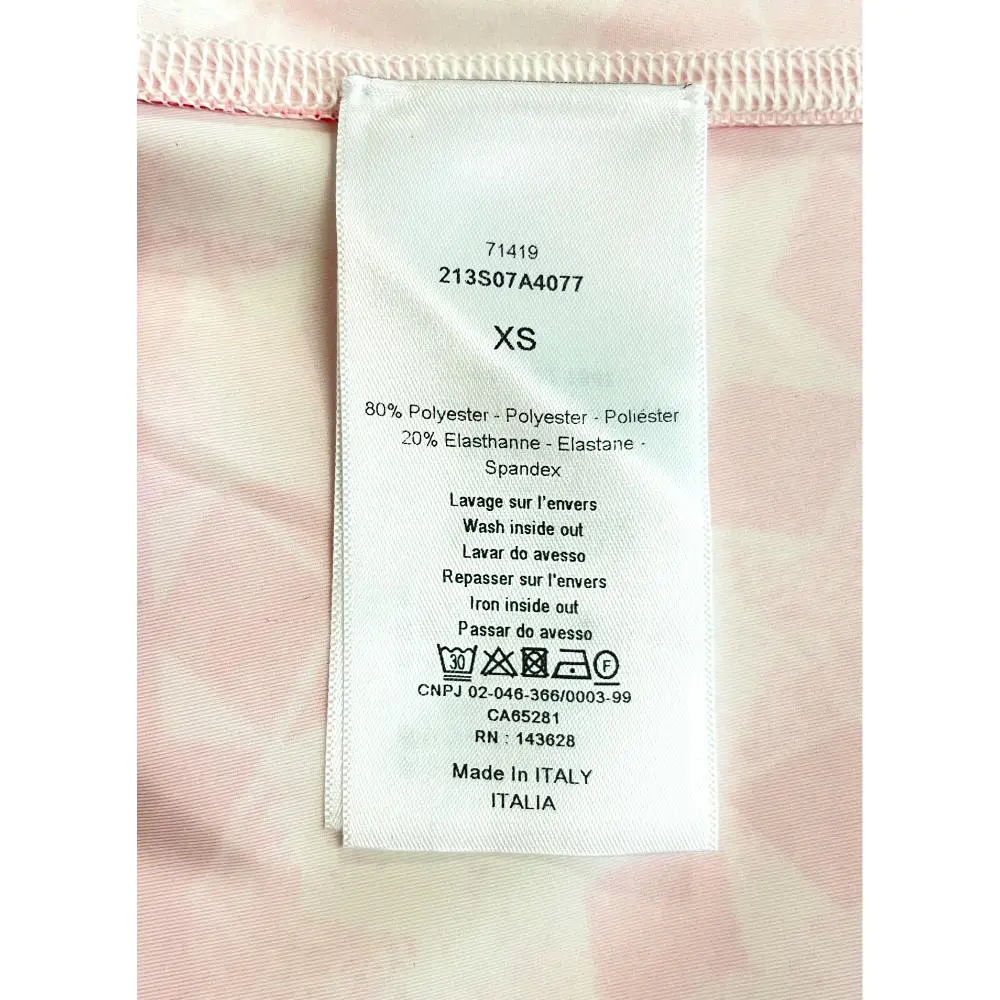 71419
213S07A4077
XS
80% Polyester - Polyester - Poliéster
20% Elasthanne - Elastane -
Spandex
Lavage sur l'envers
Wash inside out
Lavar do avesso
Repasser sur l'envers
Iron inside out
Passar do avesso
30 F
CNPJ 02-046-366/0003-99
CA65281
RN : 143628
Made In ITALY
ITALIA